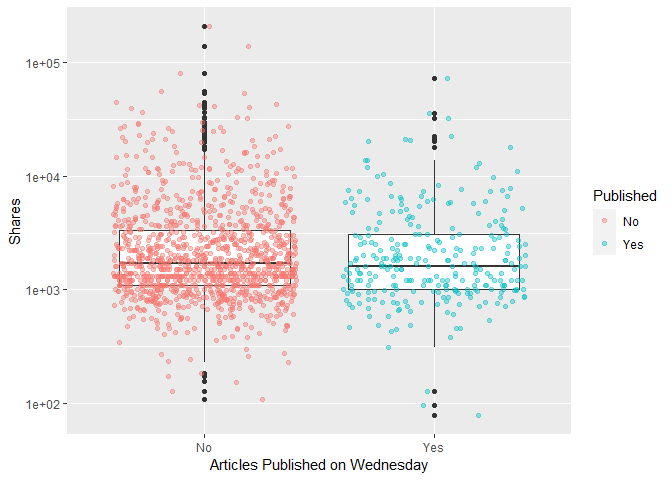 1e+05
1e+04
1e+03
1e+02
Shares
No
Yes
Articles Published on Wednesday
Published
No
Yes